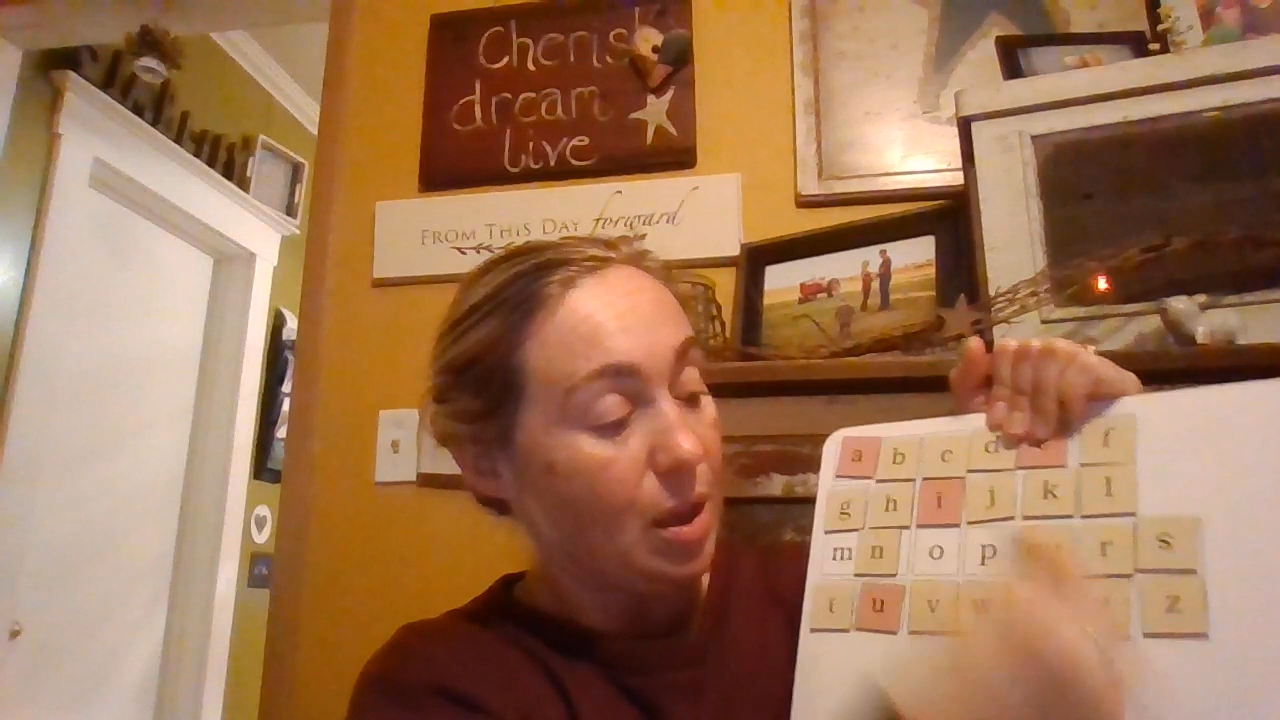 Cherish
dream
live
FROM THIS DAY forward
a b c d f
g h i j k l
m n o p r s
t u v w z